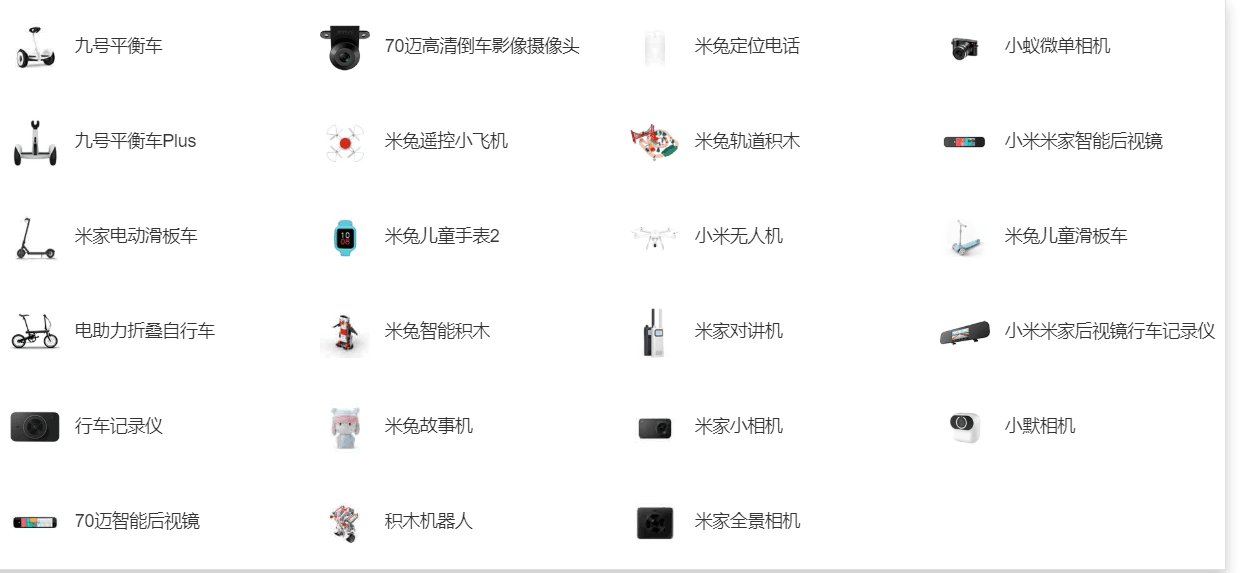 九号平衡车
70迈高清倒车影像摄像头
米兔定位电话
小蚁微单相机
九号平衡车Plus
米兔遥控小飞机
米兔轨道积木
小米米家智能后视镜
米家电动滑板车
米兔儿童手表2
小米无人机
米兔儿童滑板车
电助力折叠自行车
米兔智能积木
米家对讲机
小米米家后视镜行车记录仪
行车记录仪
米兔故事机
米家小相机
小默相机
70迈智能后视镜
积木机器人
米家全景相机